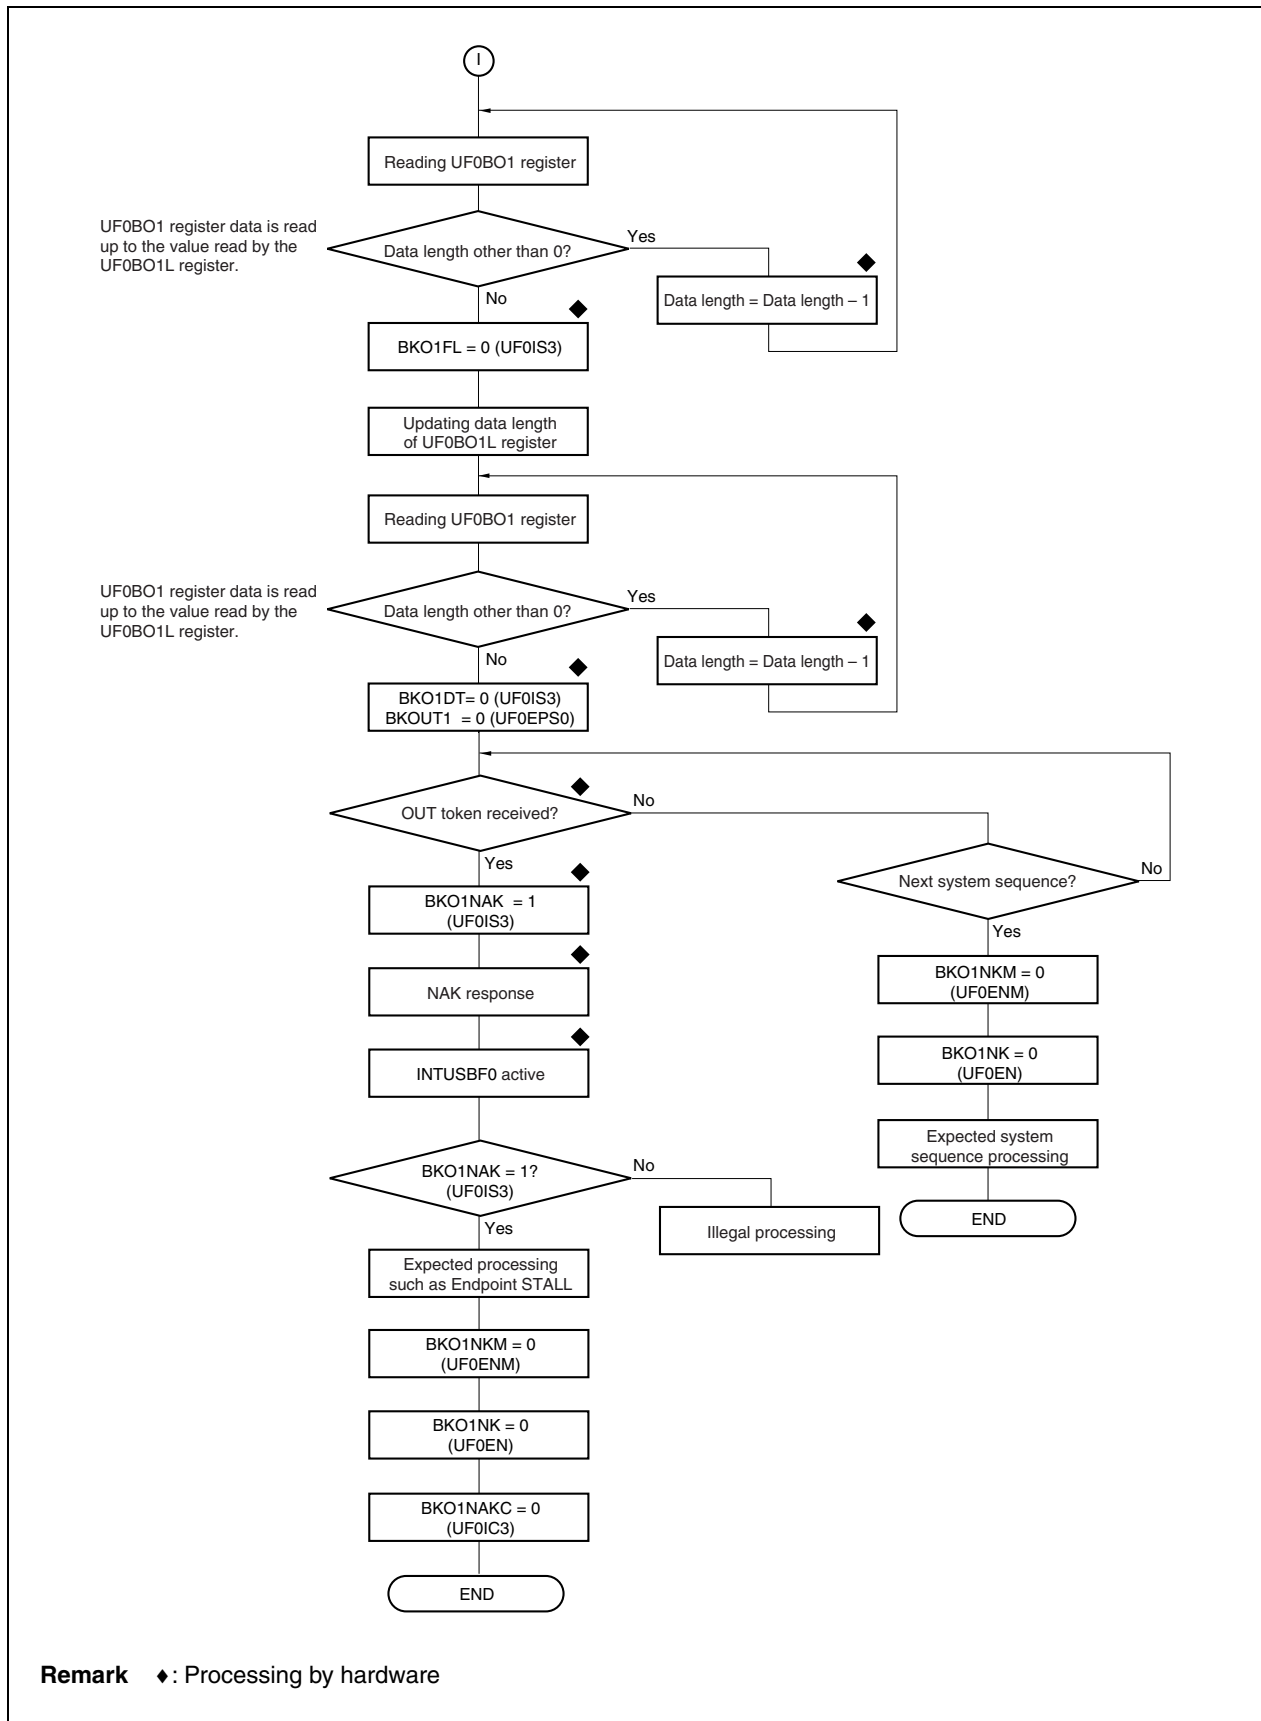 I
Reading UF0BO1 register
UF0BO1 register data is read
up to the value read by the
UF0BO1L register.
Data length other than 0?
Yes
No
Data length = Data length – 1
BKO1FL = 0 (UF0IS3)
Updating data length
of UF0BO1L register
Reading UF0BO1 register
UF0BO1 register data is read
up to the value read by the
UF0BO1L register.
Data length other than 0?
Yes
No
Data length = Data length – 1
BKO1DT= 0 (UF0IS3)
BKOUT1 = 0 (UF0EPS0)
OUT token received?
No
Yes
Next system sequence?
No
Yes
BKO1NAK = 1
(UF0IS3)
NAK response
INTUSBF0 active
BKO1NKM = 0
(UF0ENM)
BKO1NK = 0
(UF0EN)
Expected system
sequence processing
END
BKO1NAK = 1?
(UF0IS3)
No
Yes
Illegal processing
Expected processing
such as Endpoint STALL
BKO1NKM = 0
(UF0ENM)
BKO1NK = 0
(UF0EN)
BKO1NAKC = 0
(UF0IC3)
END
Remark ♦: Processing by hardware